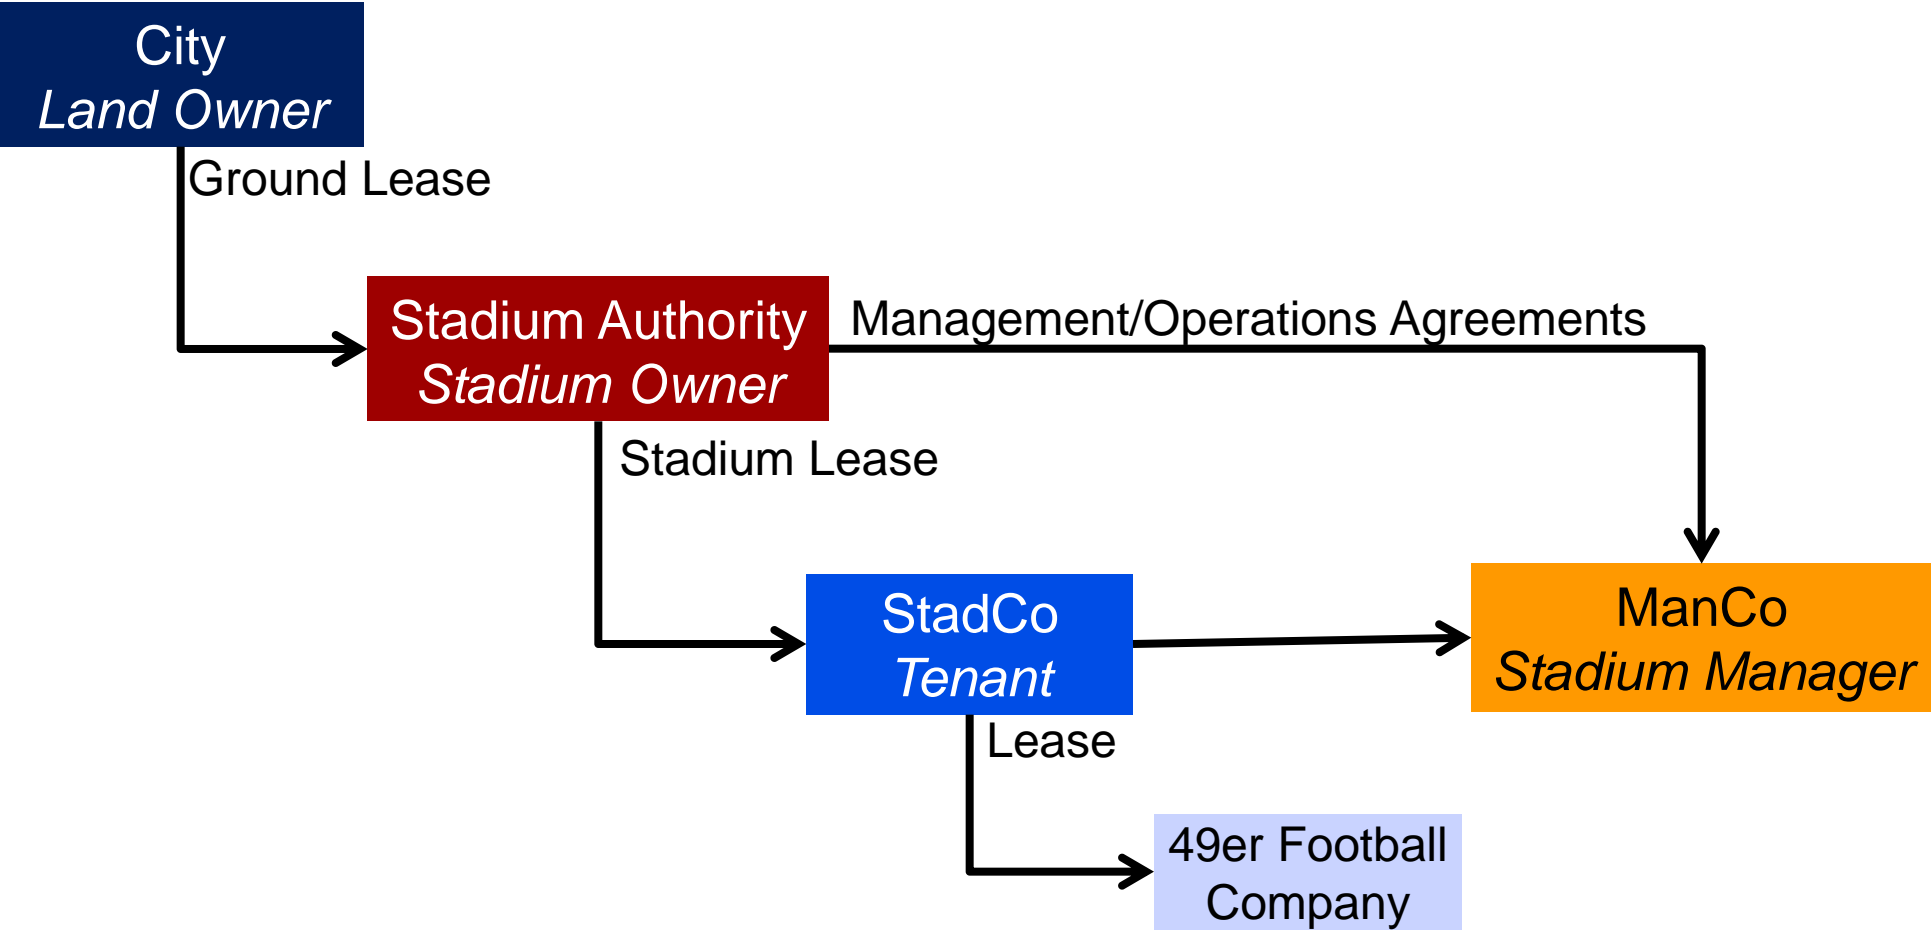 City
Land Owner
Ground Lease
Stadium Authority
Stadium Owner
Management/Operations Agreements
Stadium Lease
StadCo
Tenant
ManCo
Stadium Manager
Lease
49er Football
Company